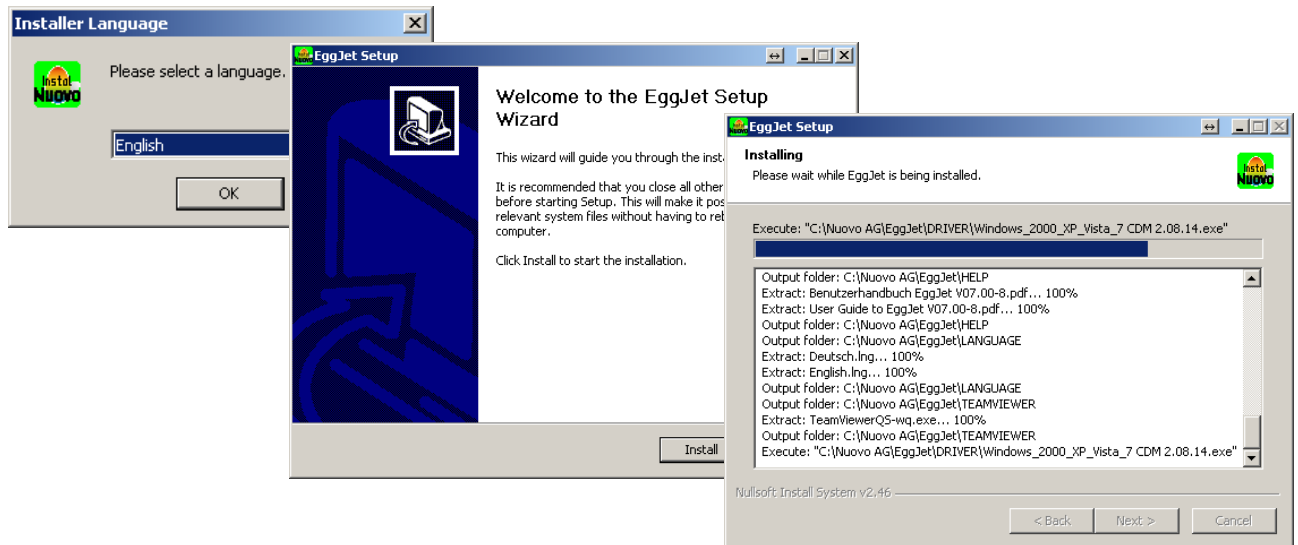 Installer Language
Instal
Nuovo
Please select a language.
English
OK
EggJet Setup
Welcome to the EggJet Setup
Wizard
This wizard will guide you through the
It is recommended that you close all other
before starting Setup. This will make it
relevant system files without having to
computer.
Click Install to start the installation.
Install
EggJet Setup
Installing
Please wait while EggJet is being installed.
Instal
Nuovo
Execute: "C:\Nuovo AG\EggJet\DRIVER\Windows_2000_XP_Vista_7 CDM 2.08.14.exe"
Output folder: C:\Nuovo AG\EggJet\HELP
Extract: Benutzerhandbuch EggJet V07.00-8.pdf... 100%
Extract: User Guide to EggJet V07.00-8.pdf... 100%
Output folder: C:\Nuovo AG\EggJet\HELP
Output folder: C:\Nuovo AG\EggJet\LANGUAGE
Extract: Deutsch.lng... 100%
Extract: English.lng... 100%
Output folder: C:\Nuovo AG\EggJet\LANGUAGE
Output folder: C:\Nuovo AG\EggJet\TEAMVIEWER
Extract: TeamViewerQS-wq.exe... 100%
Output folder: C:\Nuovo AG\EggJet\TEAMVIEWER
Execute: "C:\Nuovo AG\EggJet\DRIVER\Windows_2000_XP_Vista_7 CDM 2.08.14.exe"
Nullsoft Install System v2.46
< Back
Next >
Cancel